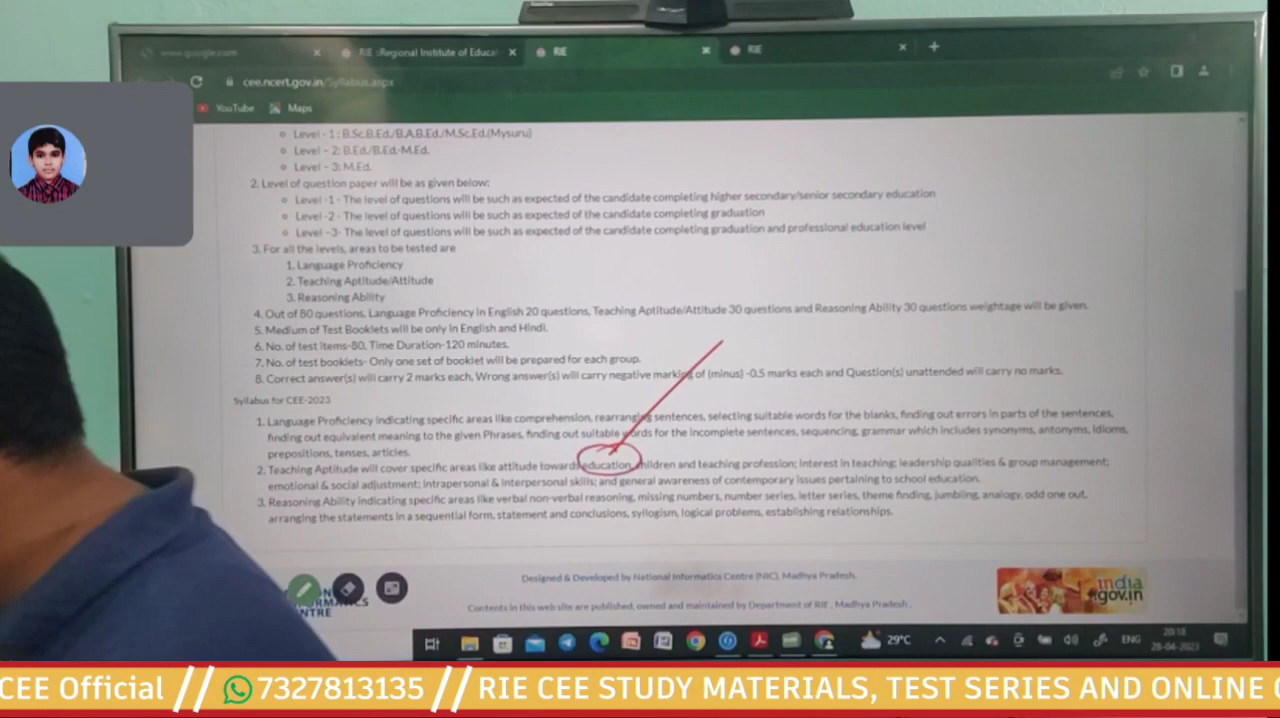 www.google.com
RIE :Regional Institute of Educat
RIE
RIE
cee.ncert.gov.in/Syllabus.aspx
YouTube Maps
Level - 1 : B.Sc.B.Ed./B.A.B.Ed./M.Sc.Ed.(Mysuru)
Level - 2: B.Ed./B.Ed.-M.Ed.
Level - 3: M.Ed.
2. Level of question paper will be as given below:
Level -1 - The level of questions will be such as expected of the candidate completing higher secondary/senior secondary education
Level -2 - The level of questions will be such as expected of the candidate completing graduation
Level -3- The level of questions will be such as expected of the candidate completing graduation and professional education level
3. For all the levels, areas to be tested are
1. Language Proficiency
2. Teaching Aptitude/Attitude
3. Reasoning Ability
4. Out of 80 questions, Language Proficiency in English 20 questions, Teaching Aptitude/Attitude 30 questions and Reasoning Ability 30 questions weightage will be given.
5. Medium of Test Booklets will be only in English and Hindi.
6. No. of test items-80, Time Duration-120 minutes.
7. No. of test booklets- Only one set of booklet will be prepared for each group.
8. Correct answer(s) will carry 2 marks each, Wrong answer(s) will carry negative marking of (minus) -0.5 marks each and Question(s) unattended will carry no marks.
Syllabus for CEE-2023
1. Language Proficiency indicating specific areas like comprehension, rearranging sentences, selecting suitable words for the blanks, finding out errors in parts of the sentences,
finding out equivalent meaning to the given Phrases, finding out suitable words for the incomplete sentences, sequencing, grammar which includes synonyms, antonyms, idioms,
prepositions, tenses, articles.
2. Teaching Aptitude will cover specific areas like attitude towards education, children and teaching profession; interest in teaching; leadership qualities & group management;
emotional & social adjustment; intrapersonal & interpersonal skills; and general awareness of contemporary issues pertaining to school education.
3. Reasoning Ability indicating specific areas like verbal non-verbal reasoning, missing numbers, number series, letter series, theme finding, jumbling, analogy, odd one out,
arranging the statements in a sequential form, statement and conclusions, syllogism, logical problems, establishing relationships.
Designed & Developed by National Informatics Centre (NIC), Madhya Pradesh.
Contents in this web site are published, owned and maintained by Department of RIE , Madhya Pradesh .
india
gov.in
29°C
ENG
20:18
28-04-2023
CEE Official // 7327813135 // RIE CEE STUDY MATERIALS, TEST SERIES AND ONLINE